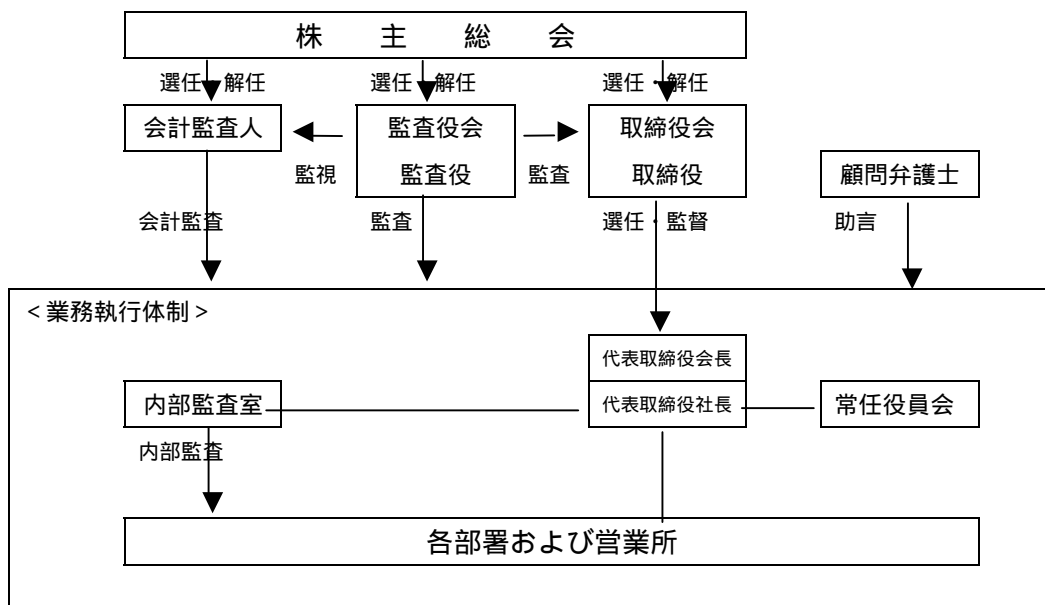 株 主 総 会
選任・解任 選任・解任 選任・解任
会計監査人 監査役会 取締役会
監視 監査役 監査 取締役 顧問弁護士
会計監査 監査 選任・監督 助言
<業務執行体制>
代表取締役会長
内部監査室 代表取締役社長 常任役員会
内部監査
各部署および営業所